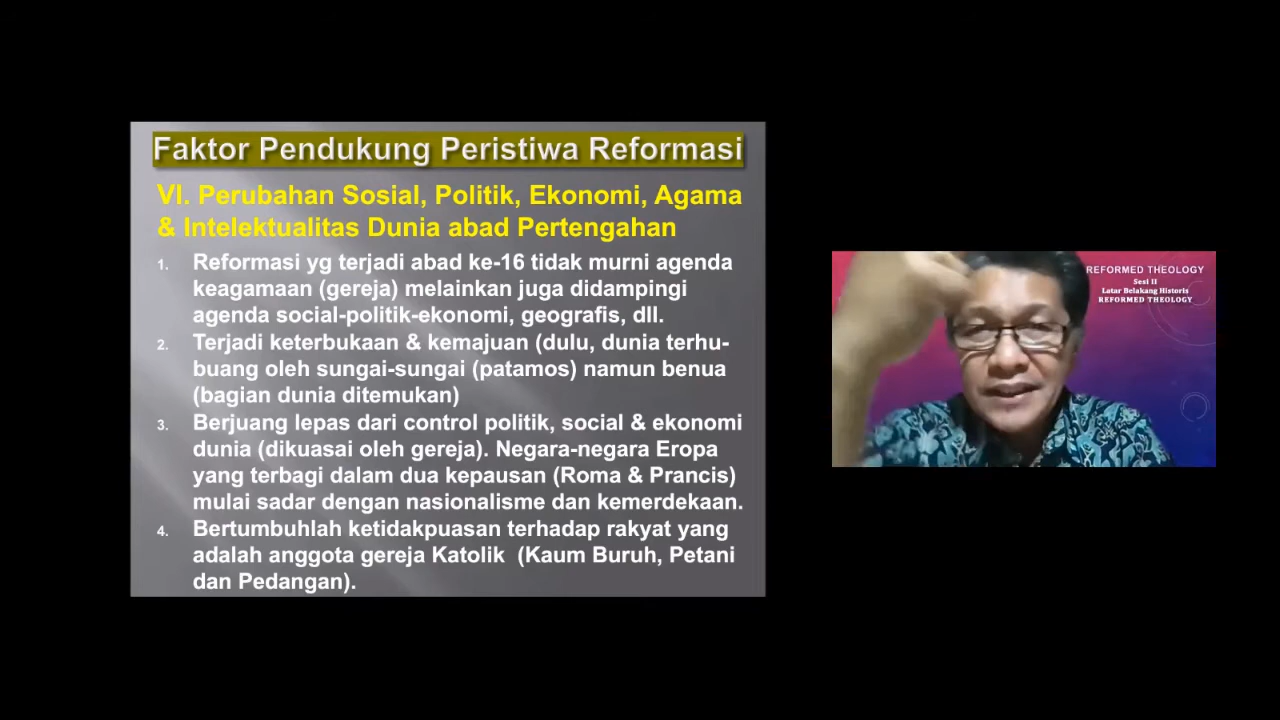 Faktor Pendukung Peristiwa Reformasi
VI. Perubahan Sosial, Politik, Ekonomi, Agama
& Intelektualitas Dunia abad Pertengahan
1. Reformasi yg terjadi abad ke-16 tidak murni agenda
keagamaan (gereja) melainkan juga didampingi
agenda social-politik-ekonomi, geografis, dll.
2. Terjadi keterbukaan & kemajuan (dulu, dunia terhu-
buang oleh sungai-sungai (patamos) namun benua
(bagian dunia ditemukan)
3. Berjuang lepas dari control politik, social & ekonomi
dunia (dikuasai oleh gereja). Negara-negara Eropa
yang terbagi dalam dua kepausan (Roma & Prancis)
mulai sadar dengan nasionalisme dan kemerdekaan.
4. Bertumbuhlah ketidakpuasan terhadap rakyat yang
adalah anggota gereja Katolik (Kaum Buruh, Petani
dan Pedangan).
REFORMED THEOLOGY
Sesi II
Latar Belakang Historis
REFORMED THEOLOGY